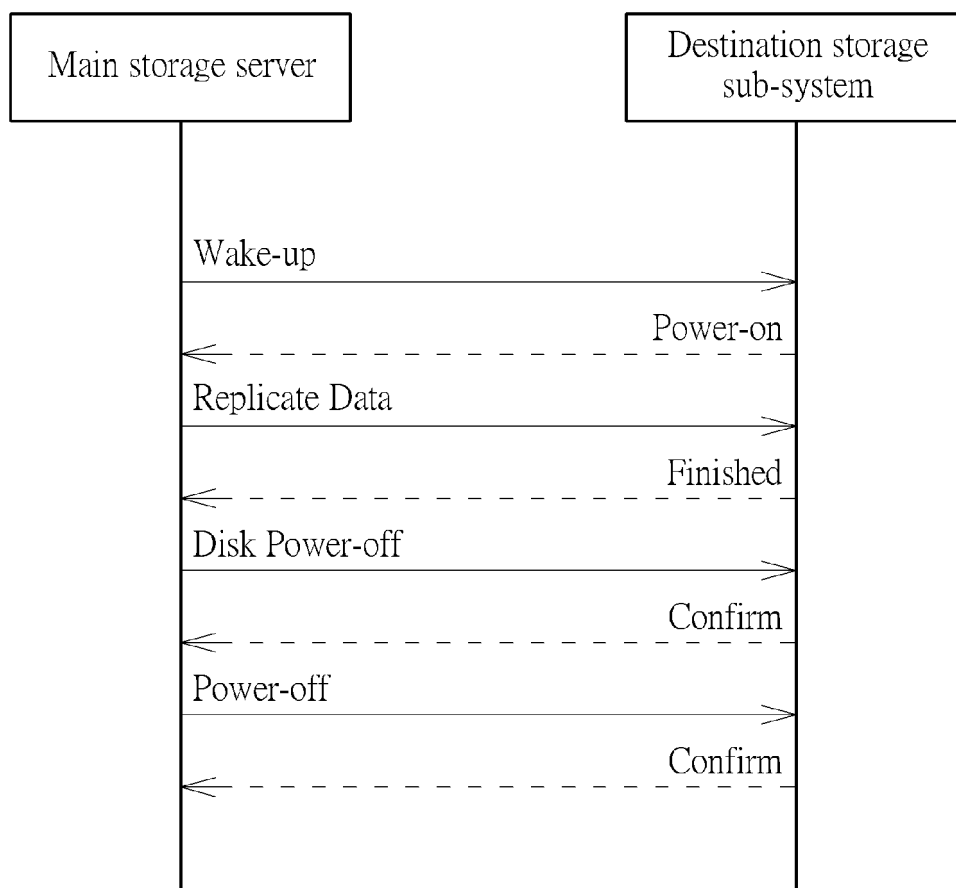 Main storage server
Destination storage
sub-system
Wake-up
Power-on
Replicate Data
Finished
Disk Power-off
Confirm
Power-off
Confirm